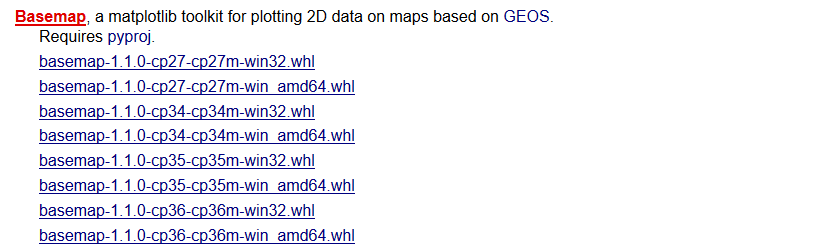 Basemap, a matplotlib toolkit for plotting 2D data on maps based on GEOS.
Requires pyproj.
basemap-1.1.0-cp27-cp27m-win32.whl
basemap-1.1.0-cp27-cp27m-win_amd64.whl
basemap-1.1.0-cp34-cp34m-win32.whl
basemap-1.1.0-cp34-cp34m-win_amd64.whl
basemap-1.1.0-cp35-cp35m-win32.whl
basemap-1.1.0-cp35-cp35m-win_amd64.whl
basemap-1.1.0-cp36-cp36m-win32.whl
basemap-1.1.0-cp36-cp36m-win_amd64.whl